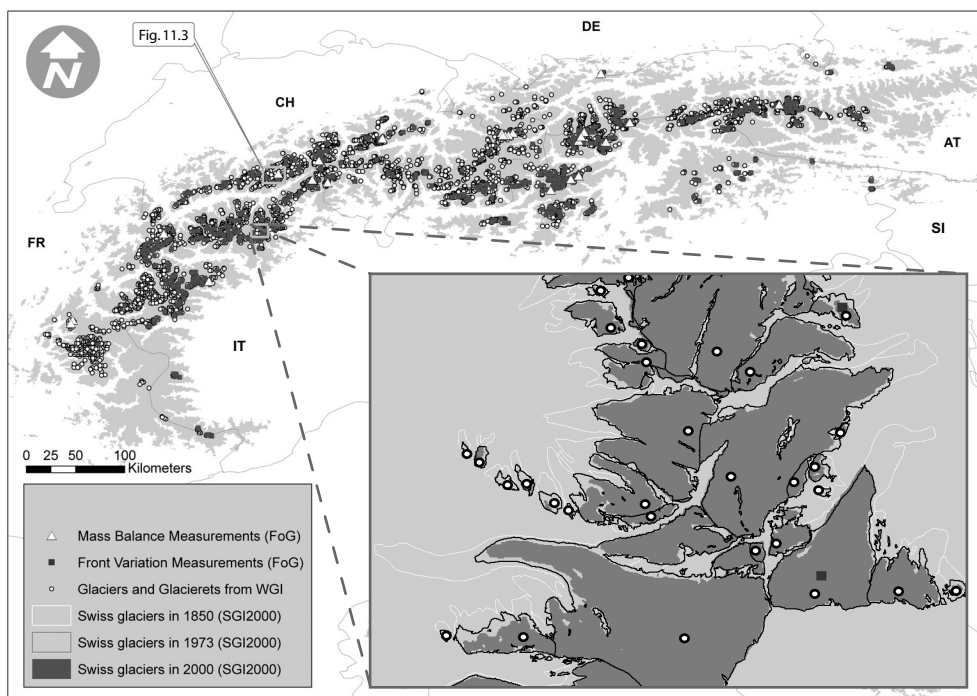 DE
Fig. 11.3
N
CH
AT
FR
SI
IT
0 25 50 100
Kilometers
Mass Balance Measurements (FoG)
Front Variation Measurements (FoG)
Glaciers and Glacierets from WGI
Swiss glaciers in 1850 (SGI2000)
Swiss glaciers in 1973 (SGI2000)
Swiss glaciers in 2000 (SGI2000)